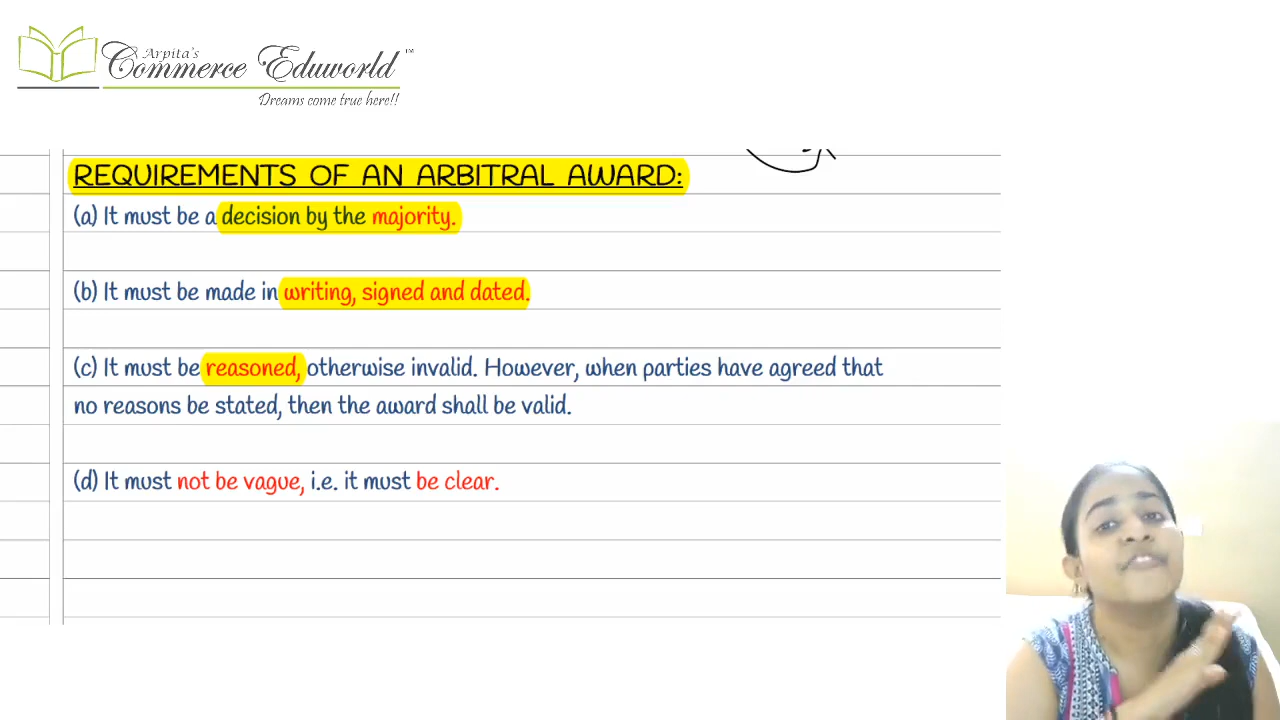 Arpita's
Commerce Eduworld™
Dreams come true here!!
REQUIREMENTS OF AN ARBITRAL AWARD:
(a) It must be a decision by the majority.
(b) It must be made in writing, signed and dated.
(c) It must be reasoned, otherwise invalid. However, when parties have agreed that
no reasons be stated, then the award shall be valid.
(d) It must not be vague, i.e. it must be clear.